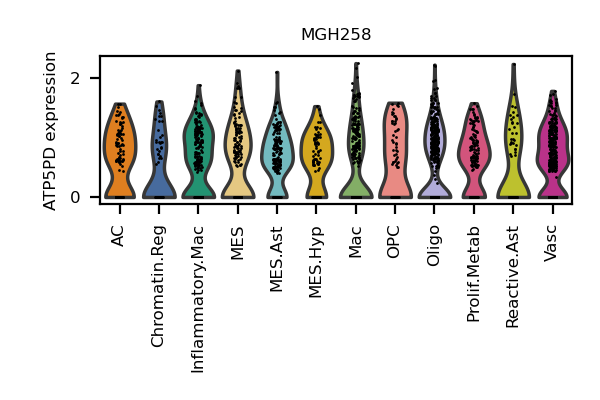 MGH258
ATP5PD expression
2
0
AC
Chromatin.Reg
Inflammatory.Mac
MES
MES.Ast
MES.Hyp
Mac
OPC
Oligo
Prolif.Metab
Reactive.Ast
Vasc